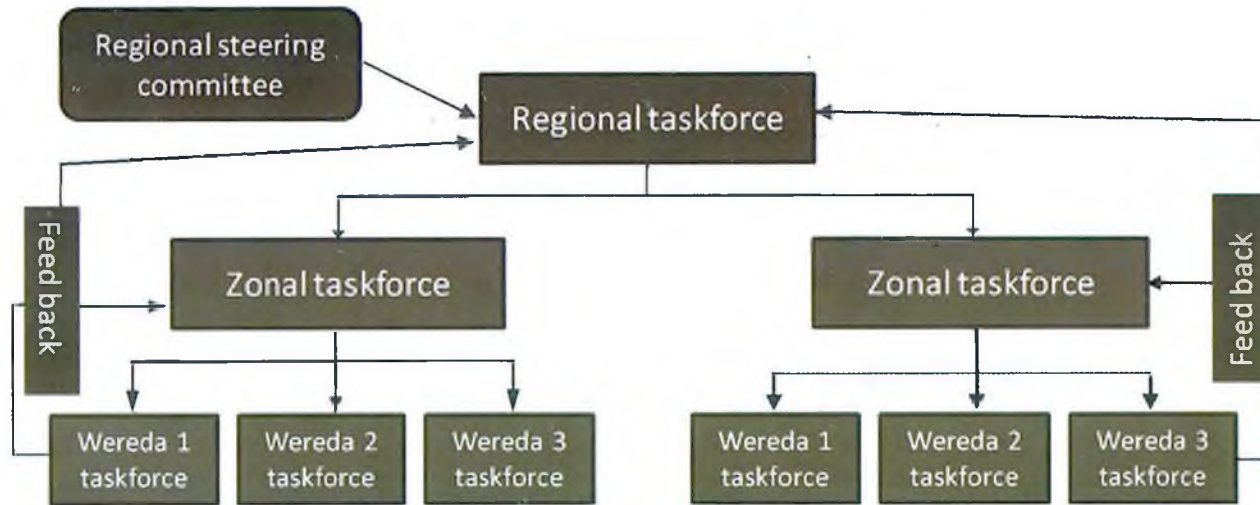 Regional steering
committee
Regional taskforce
Feed back
Zonal taskforce
Zonal taskforce
Feed back
Wereda 1
taskforce
Wereda 2
taskforce
Wereda 3
taskforce
Wereda 1
taskforce
Wereda 2
taskforce
Wereda 3
taskforce